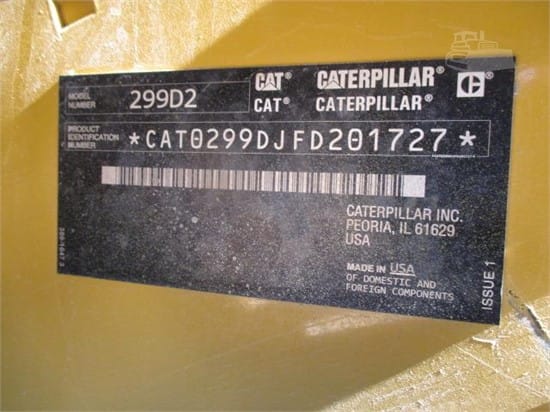 MODEL NUMBER 299D2
CAT® CATERPILLAR® C®
CAT® CATERPILLAR®
PRODUCT IDENTIFICATION NUMBER *CAT0299DJFD201727*
CATERPILLAR INC.
PEORIA, IL 61629
USA
MADE IN USA
OF DOMESTIC AND
FOREIGN COMPONENTS
ISSUE 1